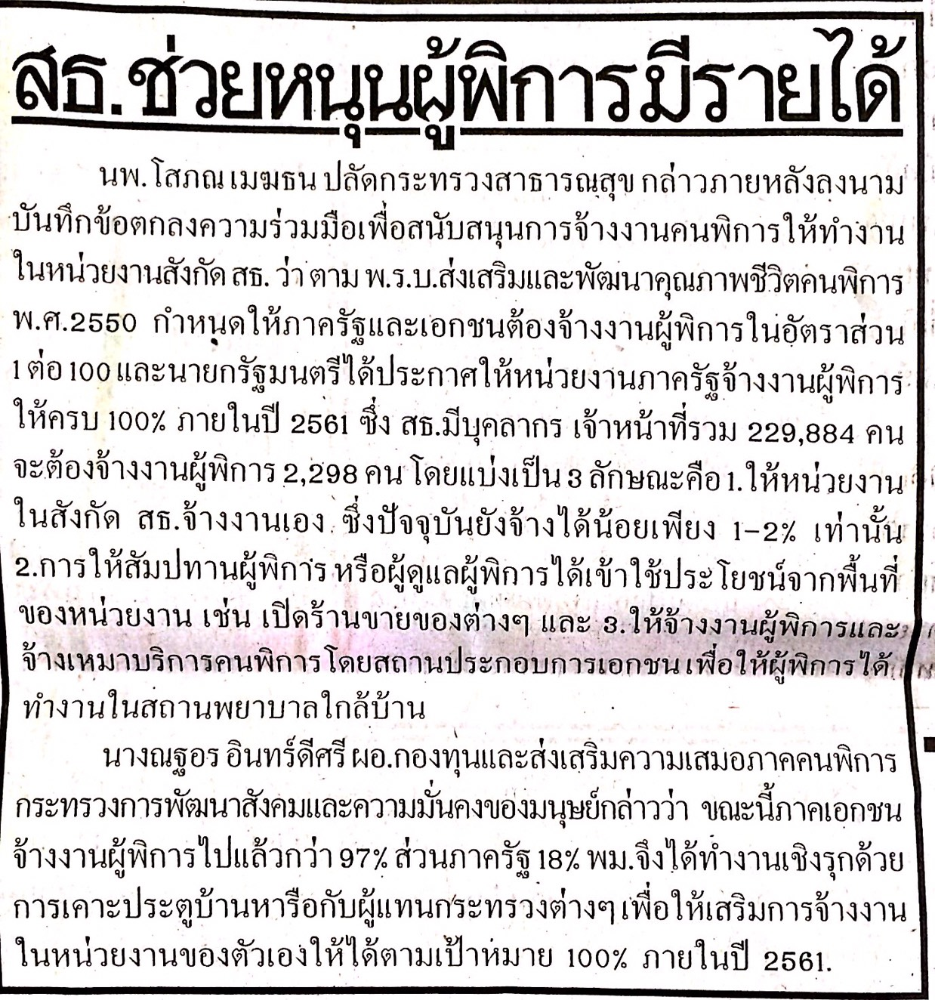 สธ.ช่วยหนุนผู้พิการมีรายได้
นพ.โสภณ เมฆธน ปลัดกระทรวงสาธารณสุข กล่าวภายหลังลงนาม
บันทึกข้อตกลงความร่วมมือเพื่อสนับสนุนการจ้างงานคนพิการให้ทำงาน
ในหน่วยงานสังกัด สธ. ว่า ตาม พ.ร.บ.ส่งเสริมและพัฒนาคุณภาพชีวิตคนพิการ
พ.ศ.2550 กำหนดให้ภาครัฐและเอกชนต้องจ้างงานผู้พิการในอัตราส่วน
1 ต่อ 100 และนายกรัฐมนตรีได้ประกาศให้หน่วยงานภาครัฐจ้างงานผู้พิการ
ให้ครบ 100% ภายในปี 2561 ซึ่ง สธ.มีบุคลากร เจ้าหน้าที่รวม 229,884 คน
จะต้องจ้างงานผู้พิการ 2,298 คน โดยแบ่งเป็น 3 ลักษณะคือ 1.ให้หน่วยงาน
ในสังกัด สธ.จ้างงานเอง ซึ่งปัจจุบันยังจ้างได้น้อยเพียง 1-2% เท่านั้น
2.การให้สัมปทานผู้พิการ หรือผู้ดูแลผู้พิการได้เข้าใช้ประโยชน์จากพื้นที่
ของหน่วยงาน เช่น เปิดร้านขายของต่างๆ และ 3.ให้จ้างงานผู้พิการและ
จ้างเหมาบริการคนพิการโดยสถานประกอบการเอกชน เพื่อให้ผู้พิการได้
ทำงานในสถานพยาบาลใกล้บ้าน
นางณฐอร อินทร์ดีศรี ผอ.กองทุนและส่งเสริมความเสมอภาคคนพิการ
กระทรวงการพัฒนาสังคมและความมั่นคงของมนุษย์กล่าวว่า ขณะนี้ภาคเอกชน
จ้างงานผู้พิการไปแล้วกว่า 97% ส่วนภาครัฐ 18% พม.จึงได้ทำงานเชิงรุกด้วย
การเคาะประตูบ้านหารือกับผู้แทนกระทรวงต่างๆ เพื่อให้เสริมการจ้างงาน
ในหน่วยงานของตัวเองให้ได้ตามเป้าหมาย 100% ภายในปี 2561.